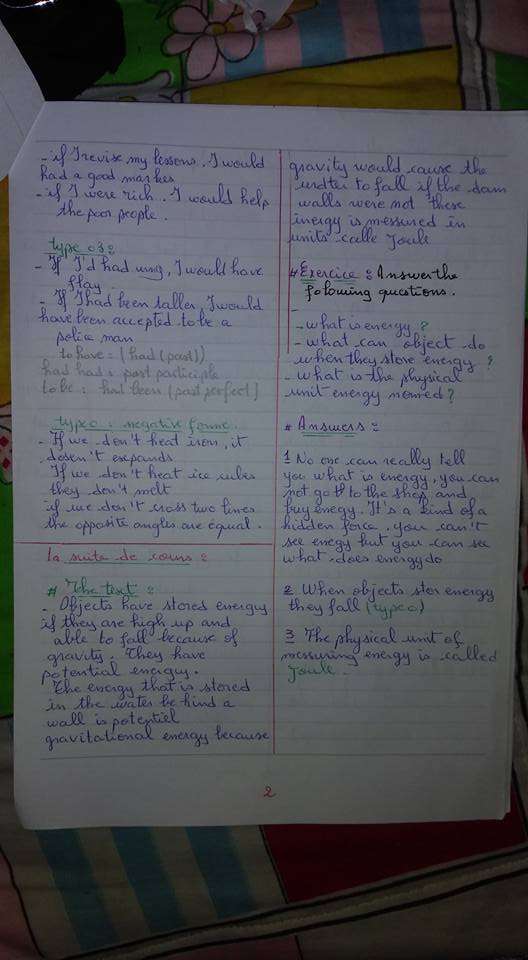 - if I revise my lessons, I would
had a good markes
- if I were rich, I would help
the poor people.
type 03:
- If I'd had wing, I would have
flay.
- If I had been taller, I would
have been accepted to be a
police man
to have: (had (past))
had had: past participle
to be: had been (past perfect)
type 0: negative forme.
- If we don't heat iron, it
dosen't expands
If we don't heat ice cubes
they don't melt
if we don't cross two lines
the opposite angles are equal.
la suite de cours:
# The text:
- Objects have stored energy
if they are high up and
able to fall because of
gravity. They have
potential energy.
The energy that is stored
in the water be hind a
wall is potentiel
gravitational energy because
gravity would cause the
water to fall if the dam
walls were not these
inergy is messured in
units calle Joule
# Exercice: Answer the
folowing questions.
- what is energy?
- what can object do
when they store energy?
- What is the physical
unit energy nomed?
# Answers:
1 No one can really tell
you what is energy, you can
not go to the shop and
buy energy. It's a kind of a
hidden force. you can't
see enegy but you can see
what does energy do
2 When objects stor energy
they fall (type 0)
3 The physical unit of
messuring energy is called
Joule.
2